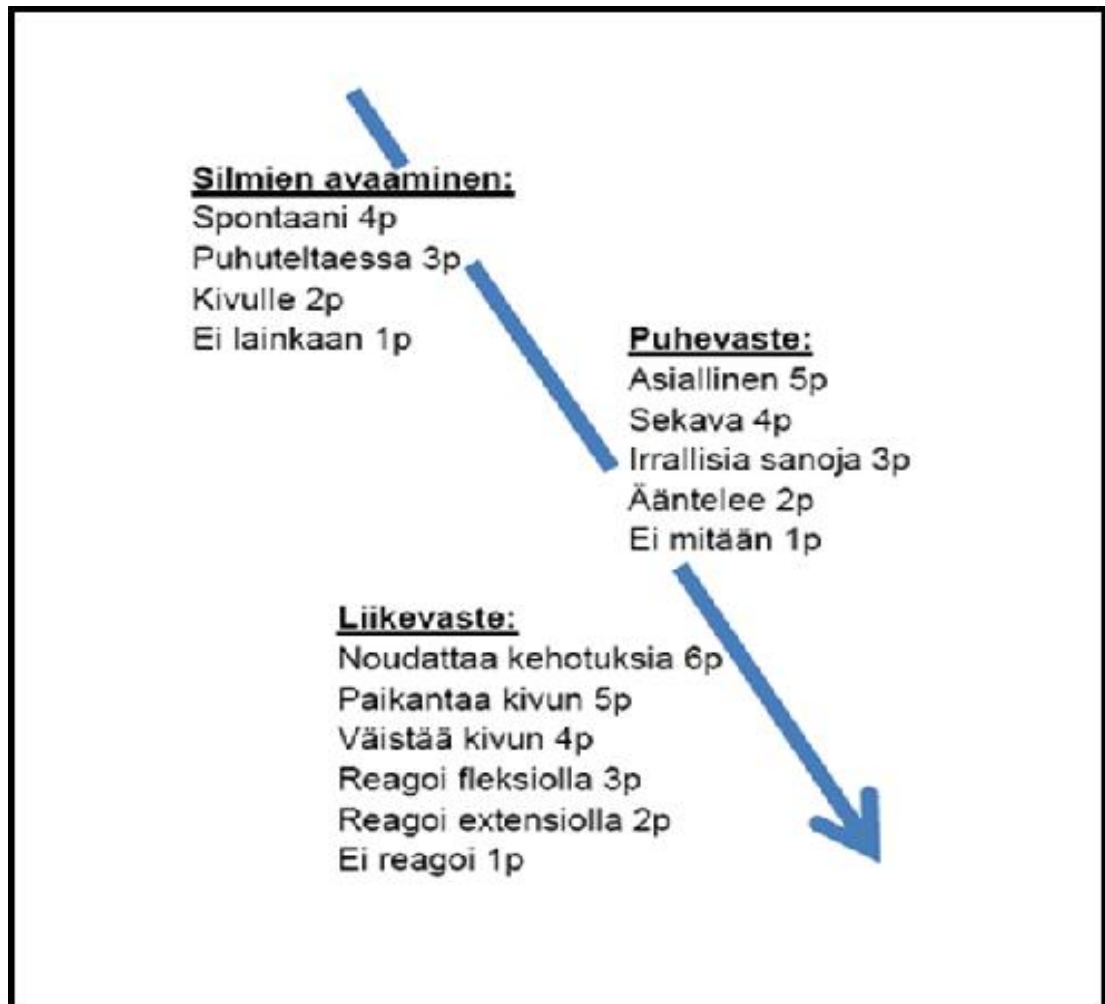 Silmien avaaminen:
Spontaani 4p
Puhuteltaessa 3p
Kivulle 2p
Ei lainkaan 1p
Puhevaste:
Asiallinen 5p
Sekava 4p
Irrallisia sanoja 3p
Ääntelee 2p
Ei mitään 1p
Liikevaste:
Noudattaa kehotuksia 6p
Paikantaa kivun 5p
Väistää kivun 4p
Reagoi fleksiolla 3p
Reagoi extensiolla 2p
Ei reagoi 1p